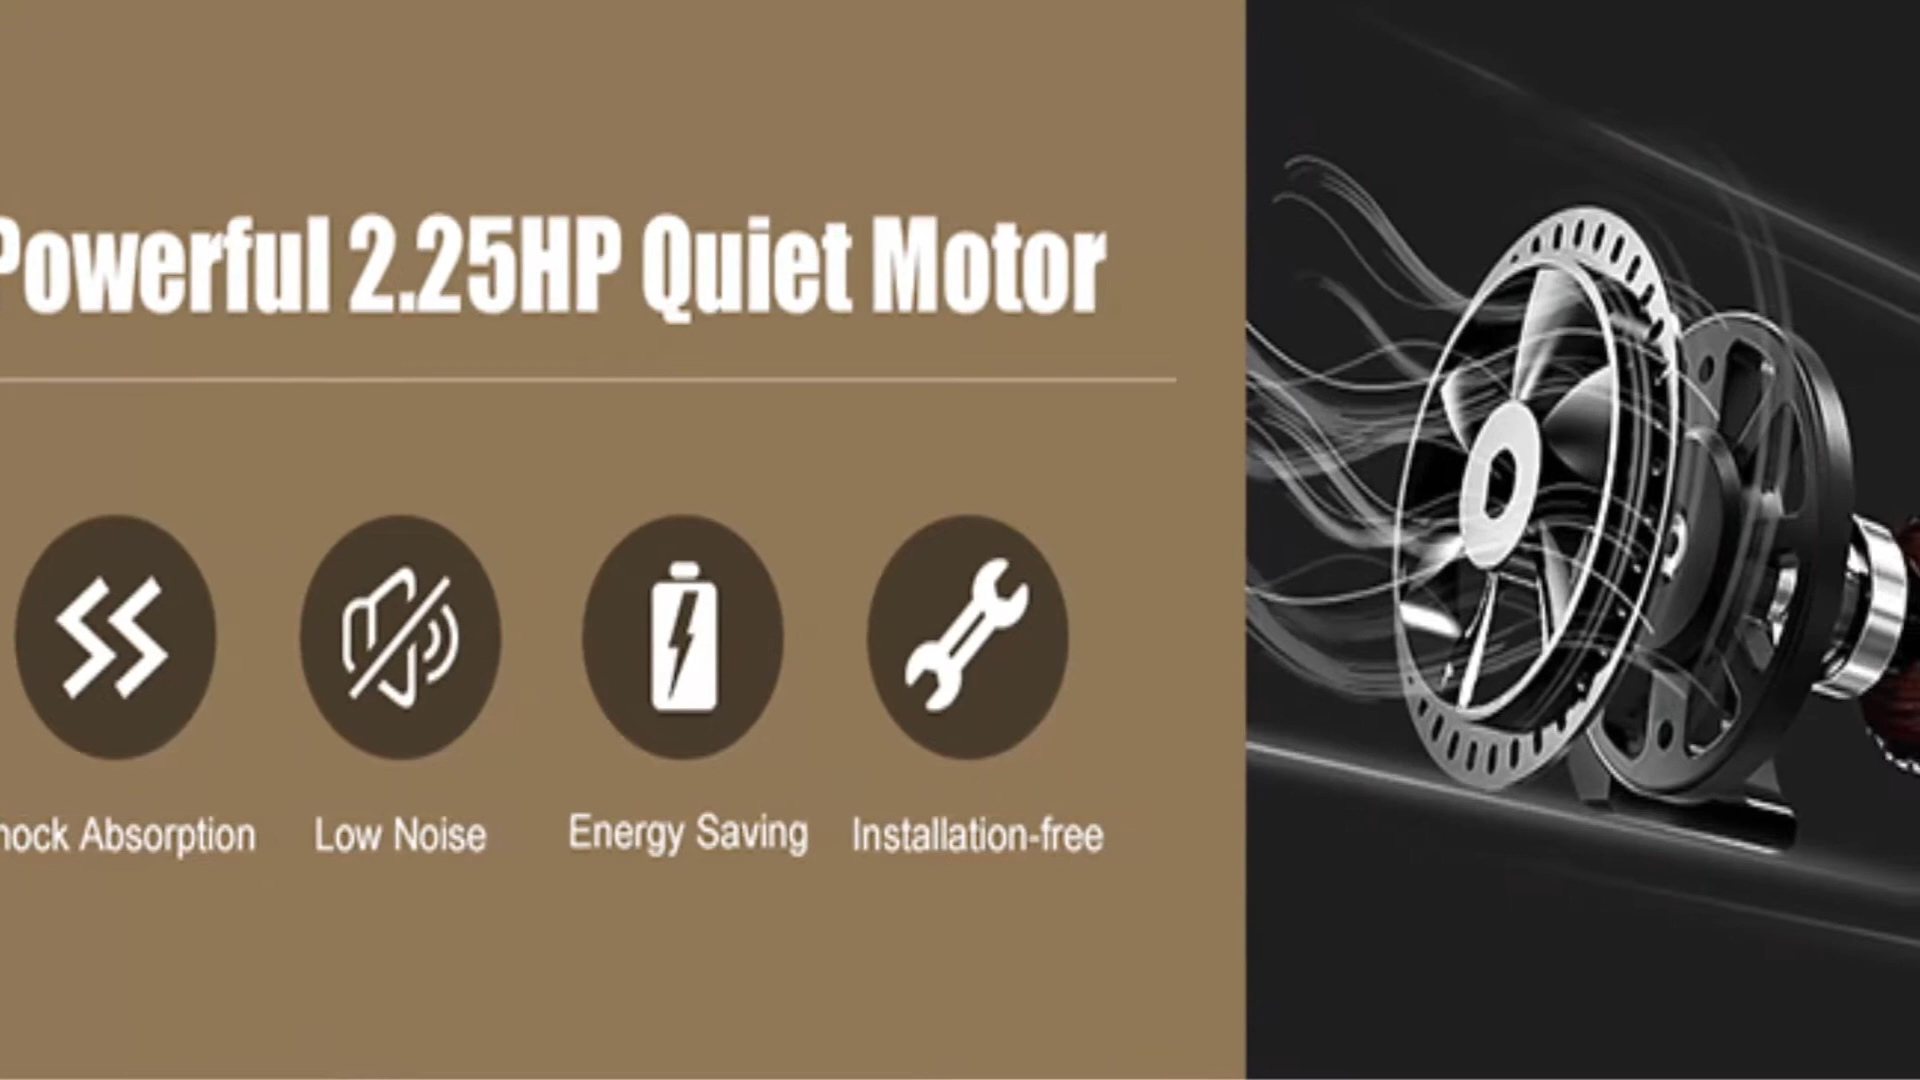 Powerful 2.25HP Quiet Motor
hock Absorption
Low Noise
Energy Saving
Installation-free